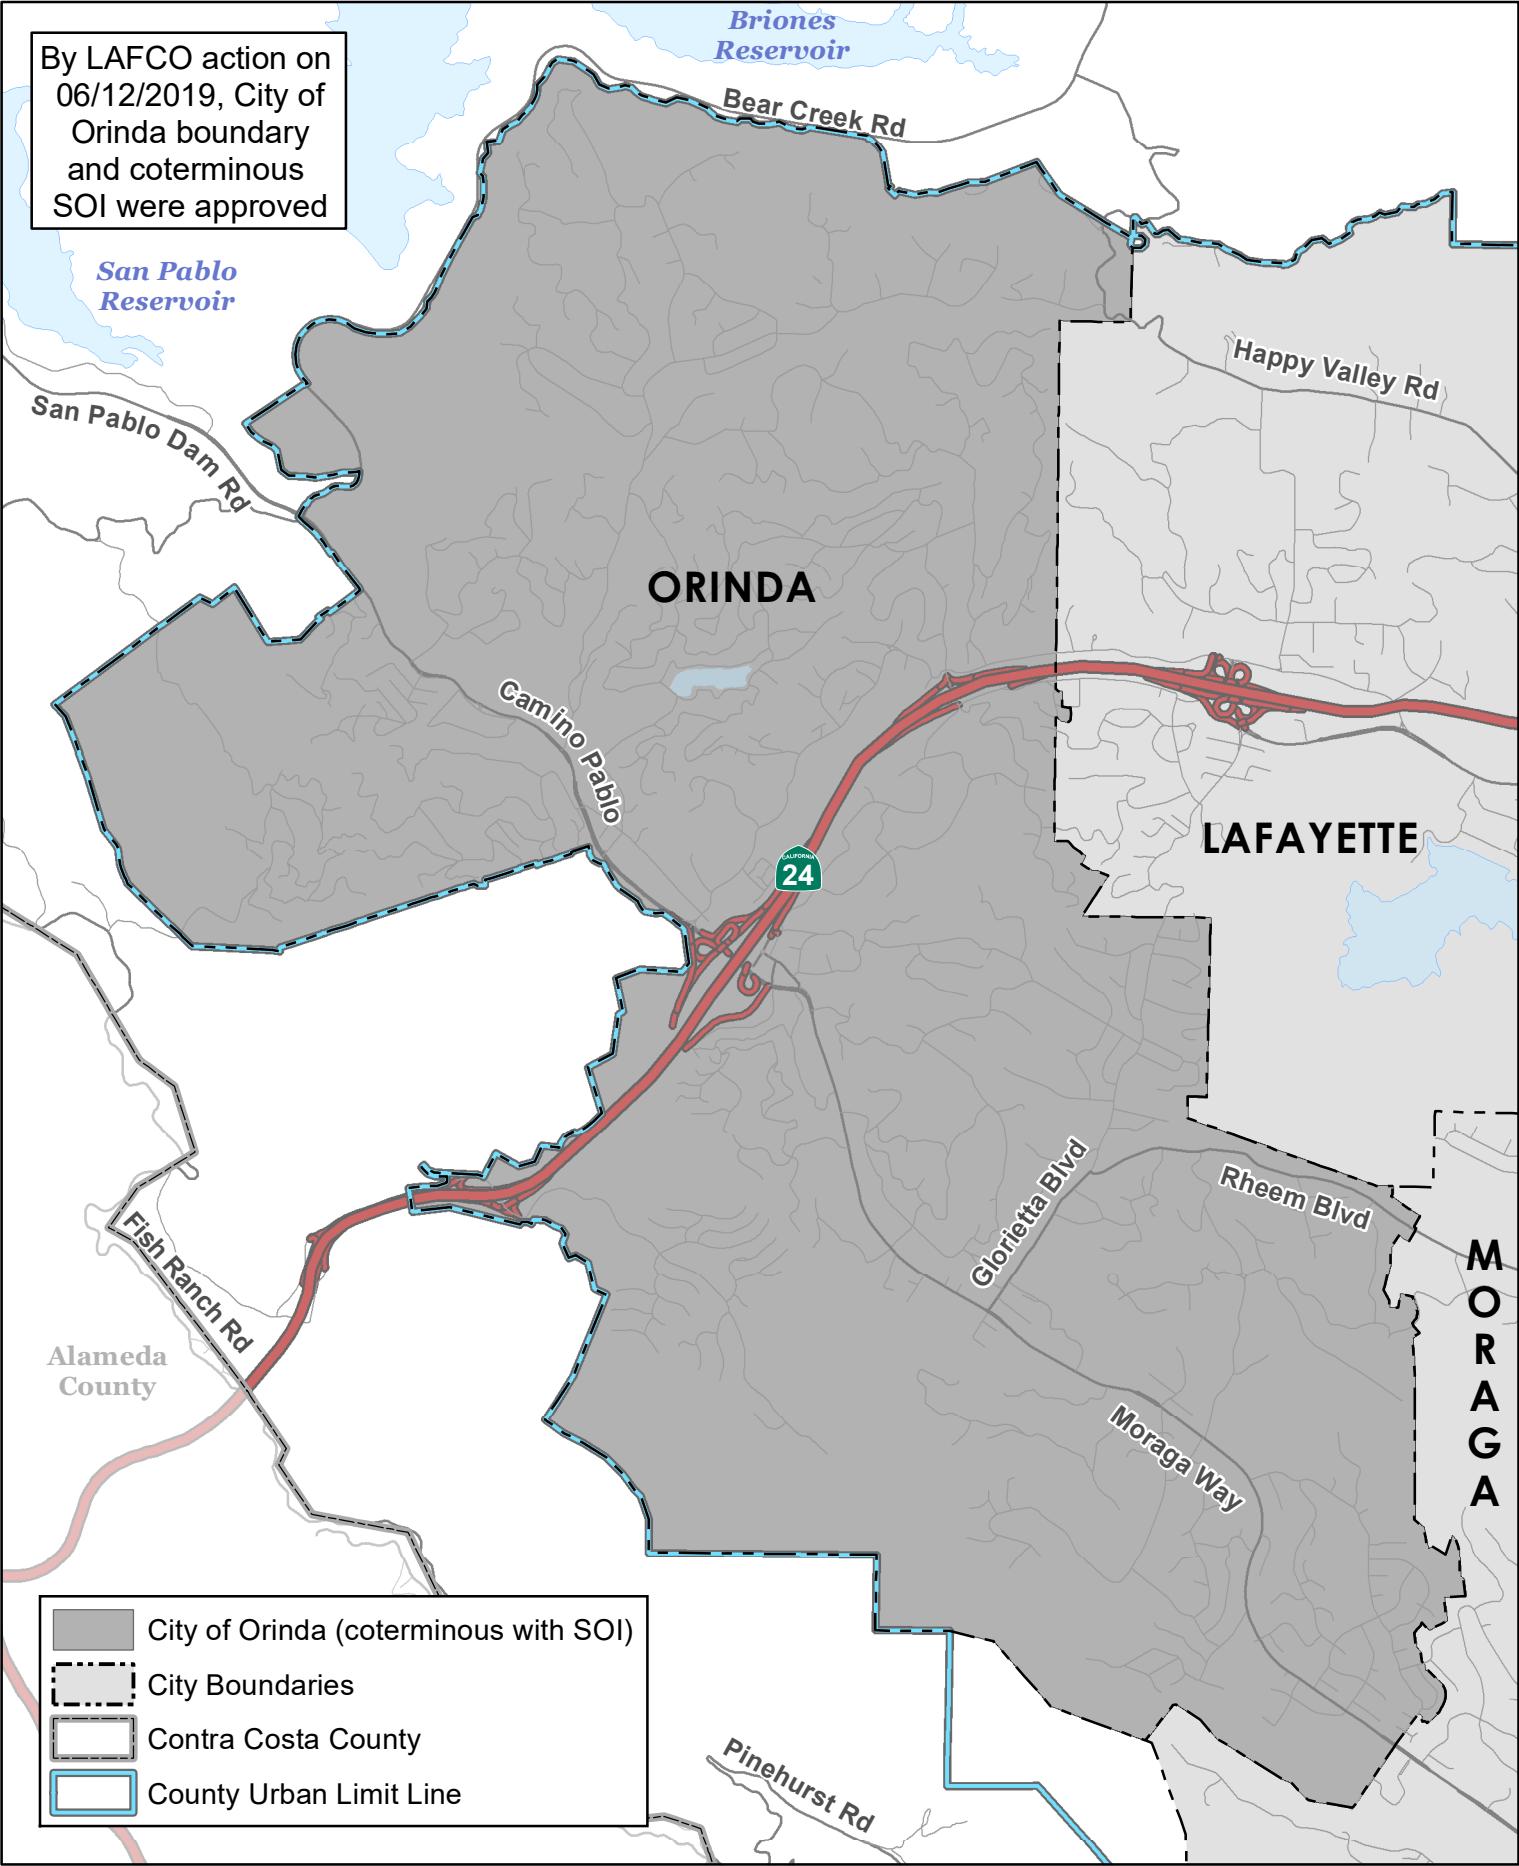 Briones
Reservoir
By LAFCO action on
06/12/2019, City of
Orinda boundary
and coterminous
SOI were approved
Bear Creek Rd
San Pablo
Reservoir
Happy Valley Rd
San Pablo Dam Rd
ORINDA
Camino Pablo
LAFAYETTE
CALIFORNIA
24
Glorietta Blvd
Rheem Blvd
Fish Ranch Rd
M
O
R
A
G
A
Alameda
County
Moraga Way
City of Orinda (coterminous with SOI)
City Boundaries
Contra Costa County
County Urban Limit Line
Pinehurst Rd